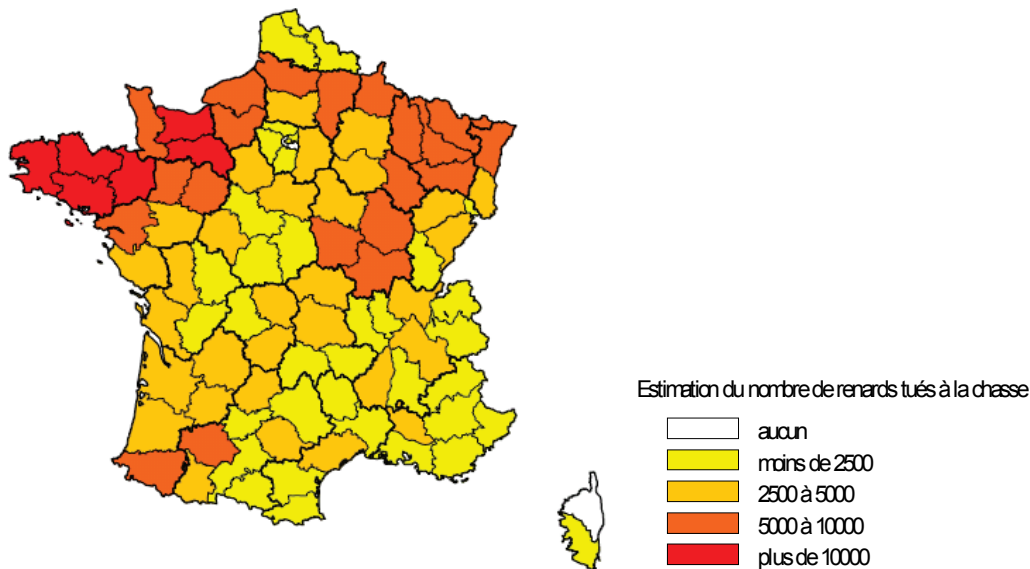 Estimation du nombre de renards tués à la chasse
aucun
moins de 2500
2500 à 5000
5000 à 10000
plus de 10000